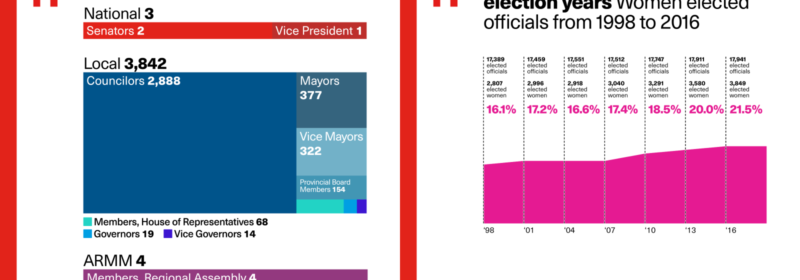 National 3
Senators 2
Vice President 1
Local 3,842
Councilors 2,888
Mayors
377
Vice Mayors
322
Provincial Board
Members 154
Members, House of Representatives 68
Governors 19
Vice Governors 14
ARMM 4
Members, Regional Assembly 4
election years Women elected
officials from 1998 to 2016
17,389
elected
officials
2,807
elected
women
16.1%
17,459
elected
officials
2,996
elected
women
17.2%
17,551
elected
officials
2,918
elected
women
16.6%
17,512
elected
officials
3,040
elected
women
17.4%
17,747
elected
officials
3,291
elected
women
18.5%
17,911
elected
officials
3,580
elected
women
20.0%
17,941
elected
officials
3,849
elected
women
21.5%
'98
'01
'04
'07
'10
'13
'16